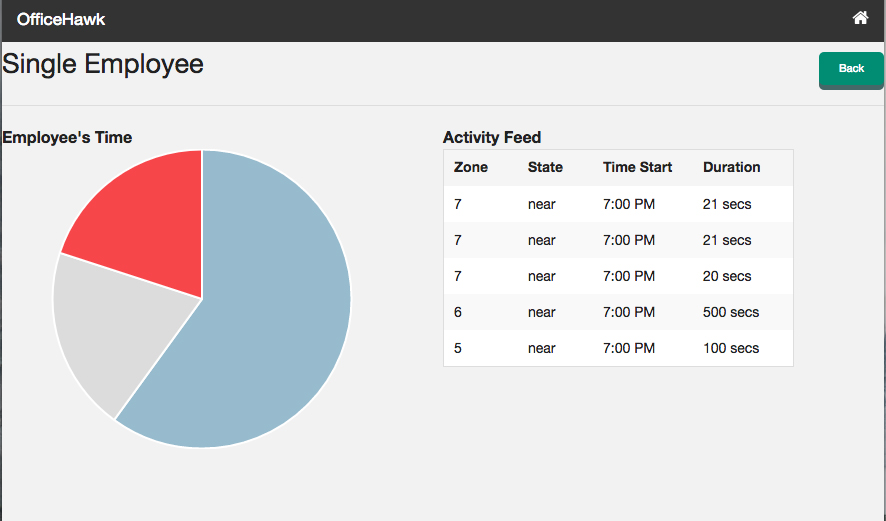 OfficeHawk
Single Employee
Back
Employee's Time
Activity Feed
Zone State Time Start Duration
7 near 7:00 PM 21 secs
7 near 7:00 PM 21 secs
7 near 7:00 PM 20 secs
6 near 7:00 PM 500 secs
5 near 7:00 PM 100 secs